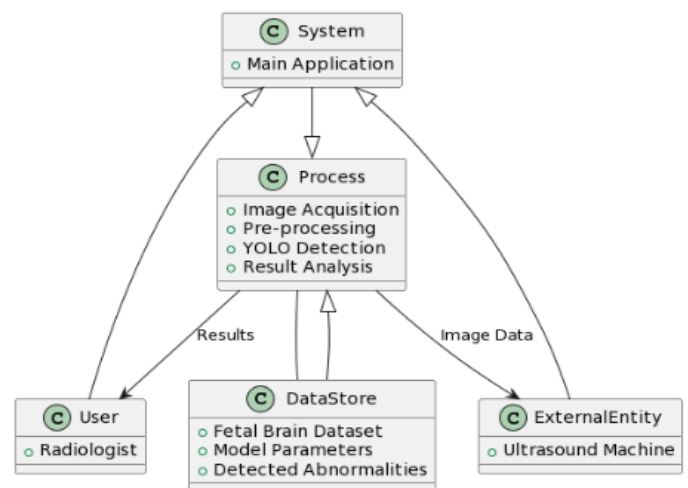 C System
Main Application
C Process
Image Acquisition
Pre-processing
YOLO Detection
Result Analysis
Results
Image Data
C User
Radiologist
C DataStore
Fetal Brain Dataset
Model Parameters
Detected Abnormalities
C ExternalEntity
Ultrasound Machine